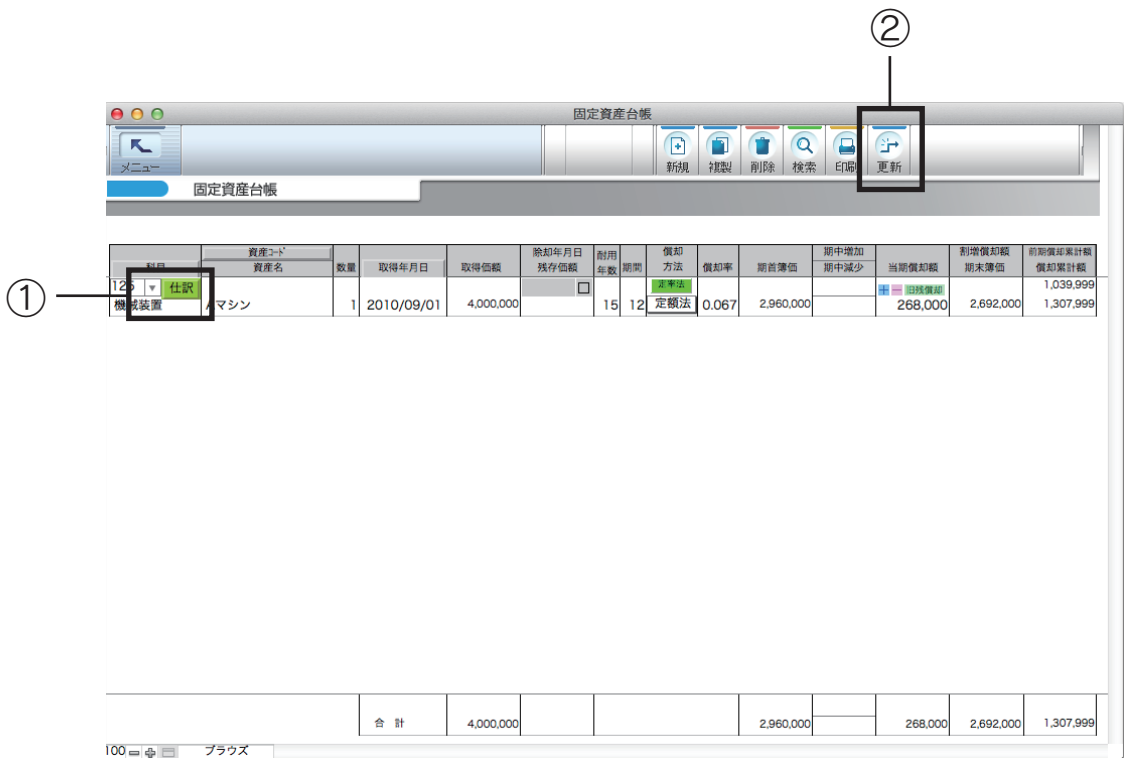 ②
固定資産台帳
メニュー 新規 複製 削除 検索 印刷 更新
固定資産台帳
資産コード 除却年月日 償却 期中増加 割増償却額 前期償却累計額
科目 資産名 数量 取得年月日 取得価額 残存価額 耐用年数 期間 方法 償却率 期首簿価 期中減少 当期償却額 期末簿価 償却累計額
① 125 仕訳 定率法 日残償却 1,039,999
機械装置 Aマシン 1 2010/09/01 4,000,000 15 12 定額法 0.067 2,960,000 268,000 2,692,000 1,307,999
合計 4,000,000 2,960,000 268,000 2,692,000 1,307,999
100 ブラウズ